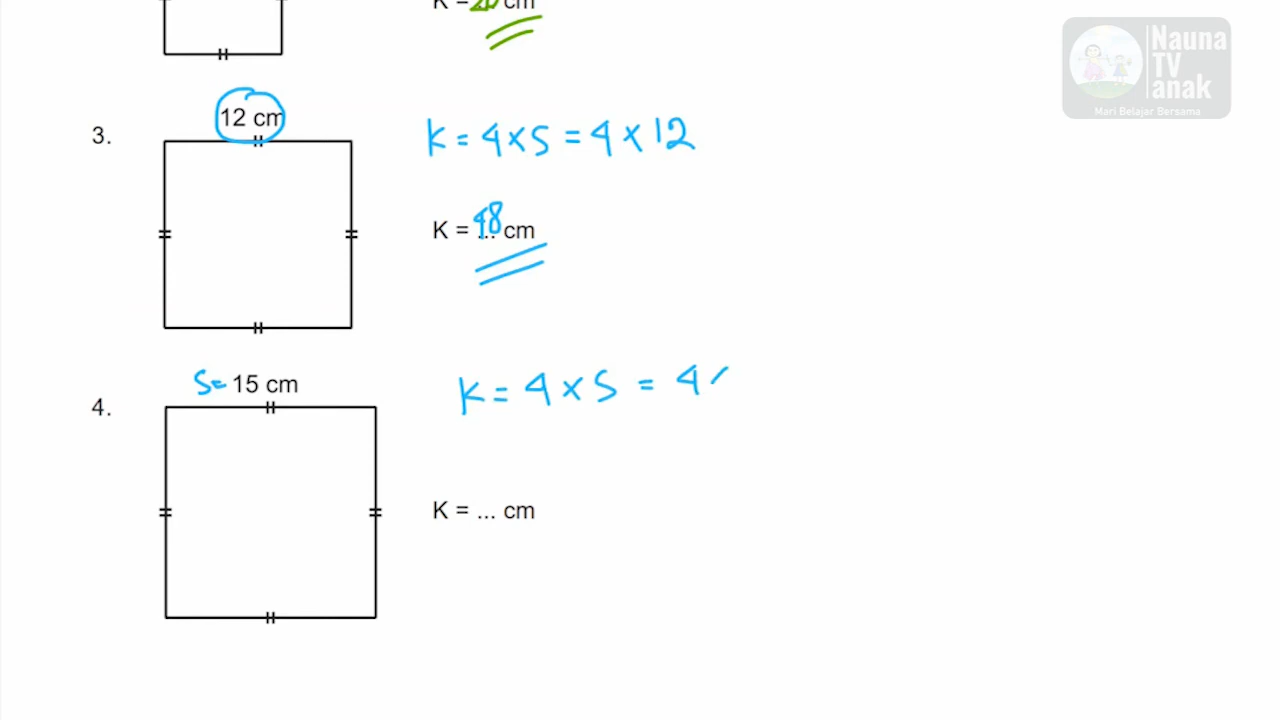 K = 20 cm
Nauna
TV
anak
Mari Belajar Bersama
12 cm
3.
K = 4 × S = 4 × 12
K = 48 cm
S = 15 cm
4.
K = 4 × S = 4
K = ... cm